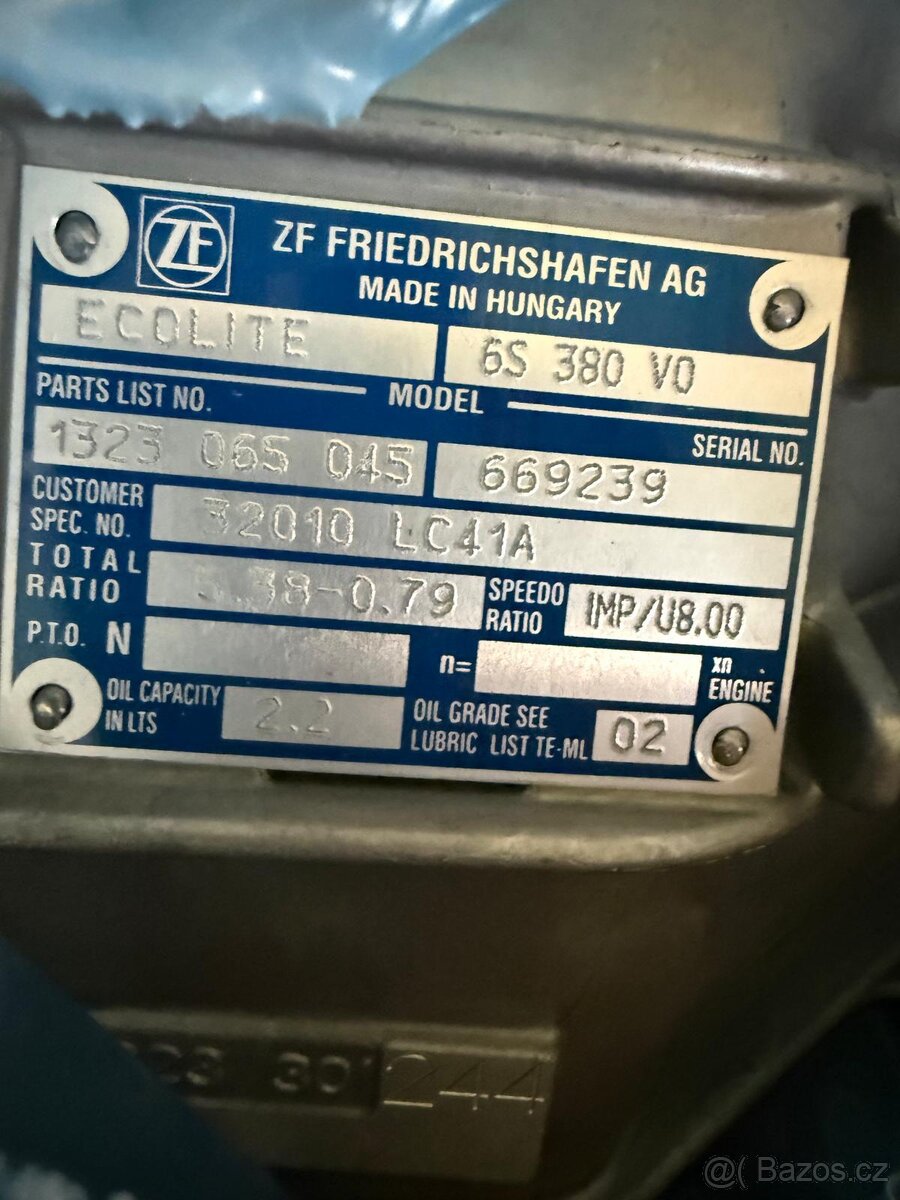 ZF
ZF FRIEDRICHSHAFEN AG
MADE IN HUNGARY
ECOLITE
6S 380 VO
PARTS LIST NO.
MODEL
1323 065 045
SERIAL NO.
669239
CUSTOMER
SPEC. NO.
32010 LC41A
TOTAL
RATIO
5.38-0.79
SPEEDO
RATIO
IMP/U8.00
P.T.O. N
n=
xn
ENGINE
OIL CAPACITY
IN LTS
2.2
OIL GRADE SEE
LUBRIC LIST TE-ML
02
30
244
@( Bazos.cz